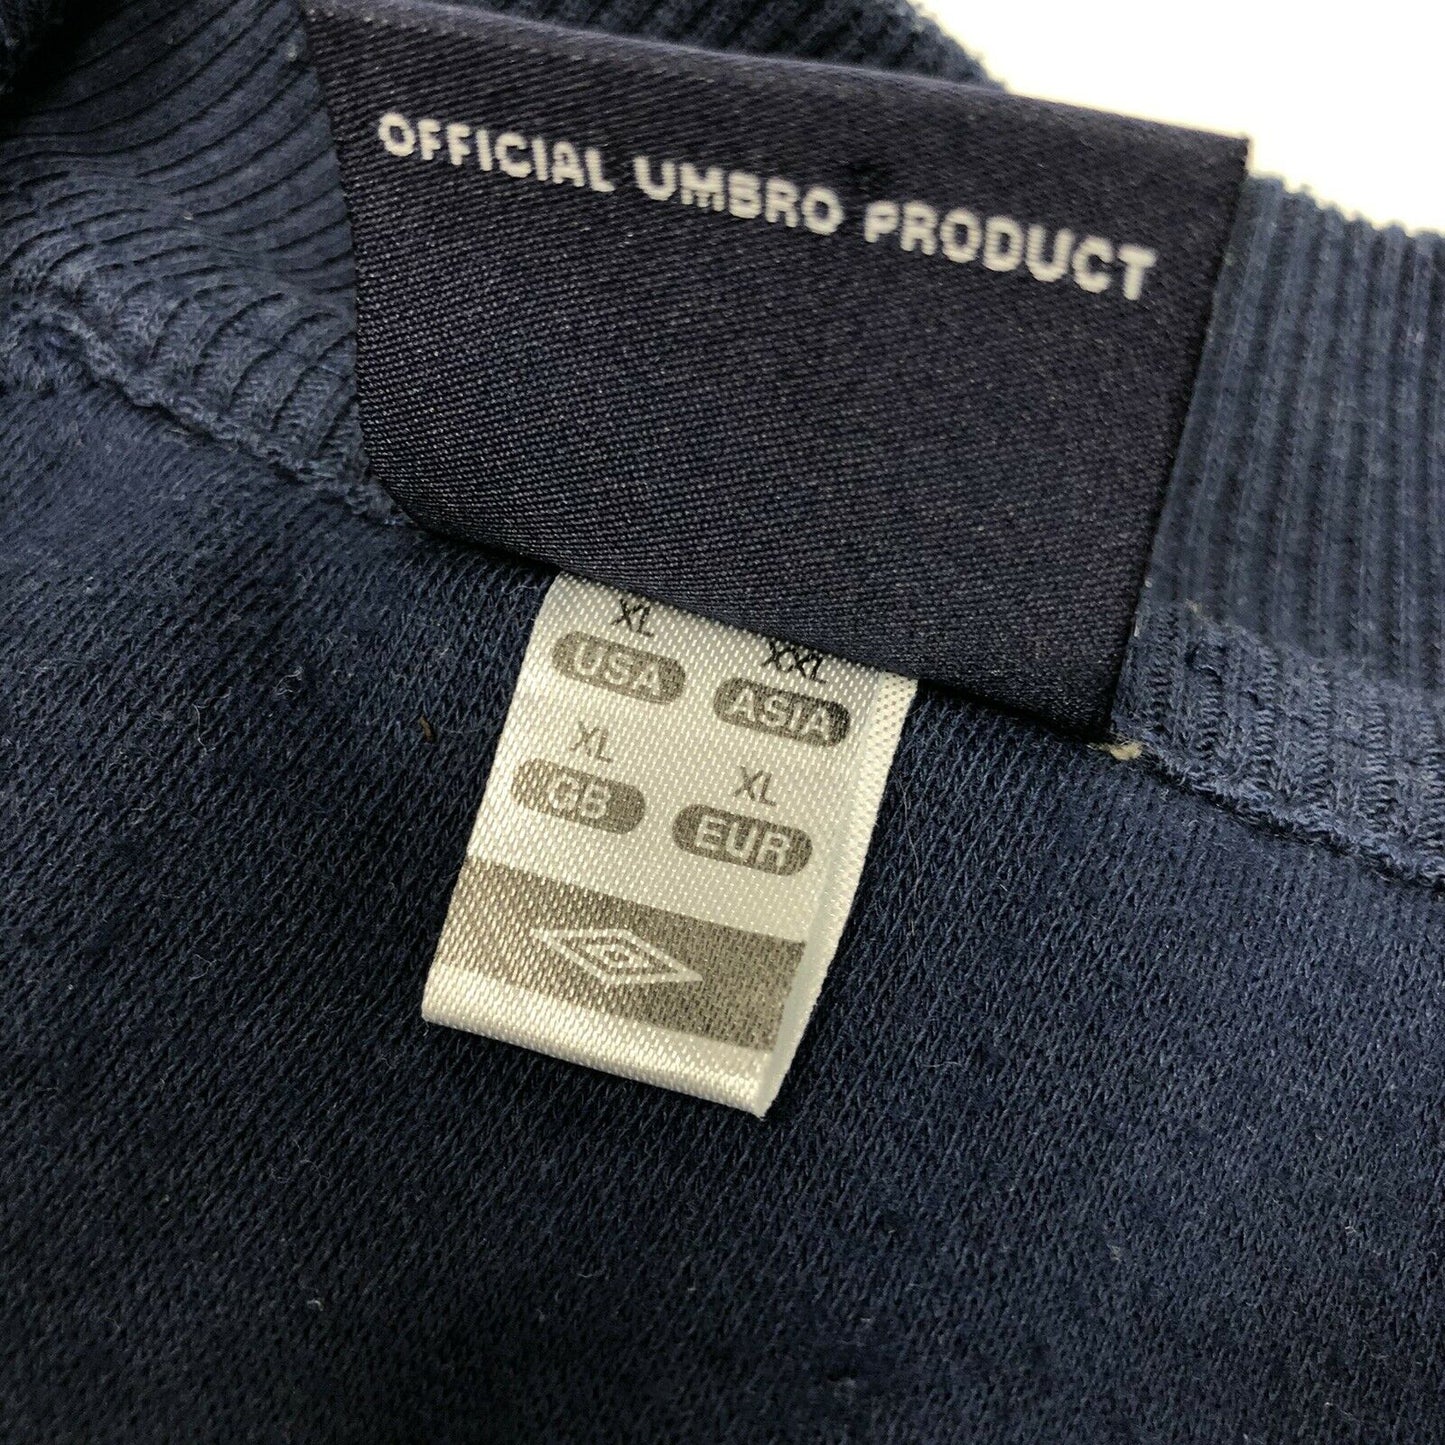 OFFICIAL UMBRO PRODUCT
XL XXL
USA ASIA
XL XL
GB EUR